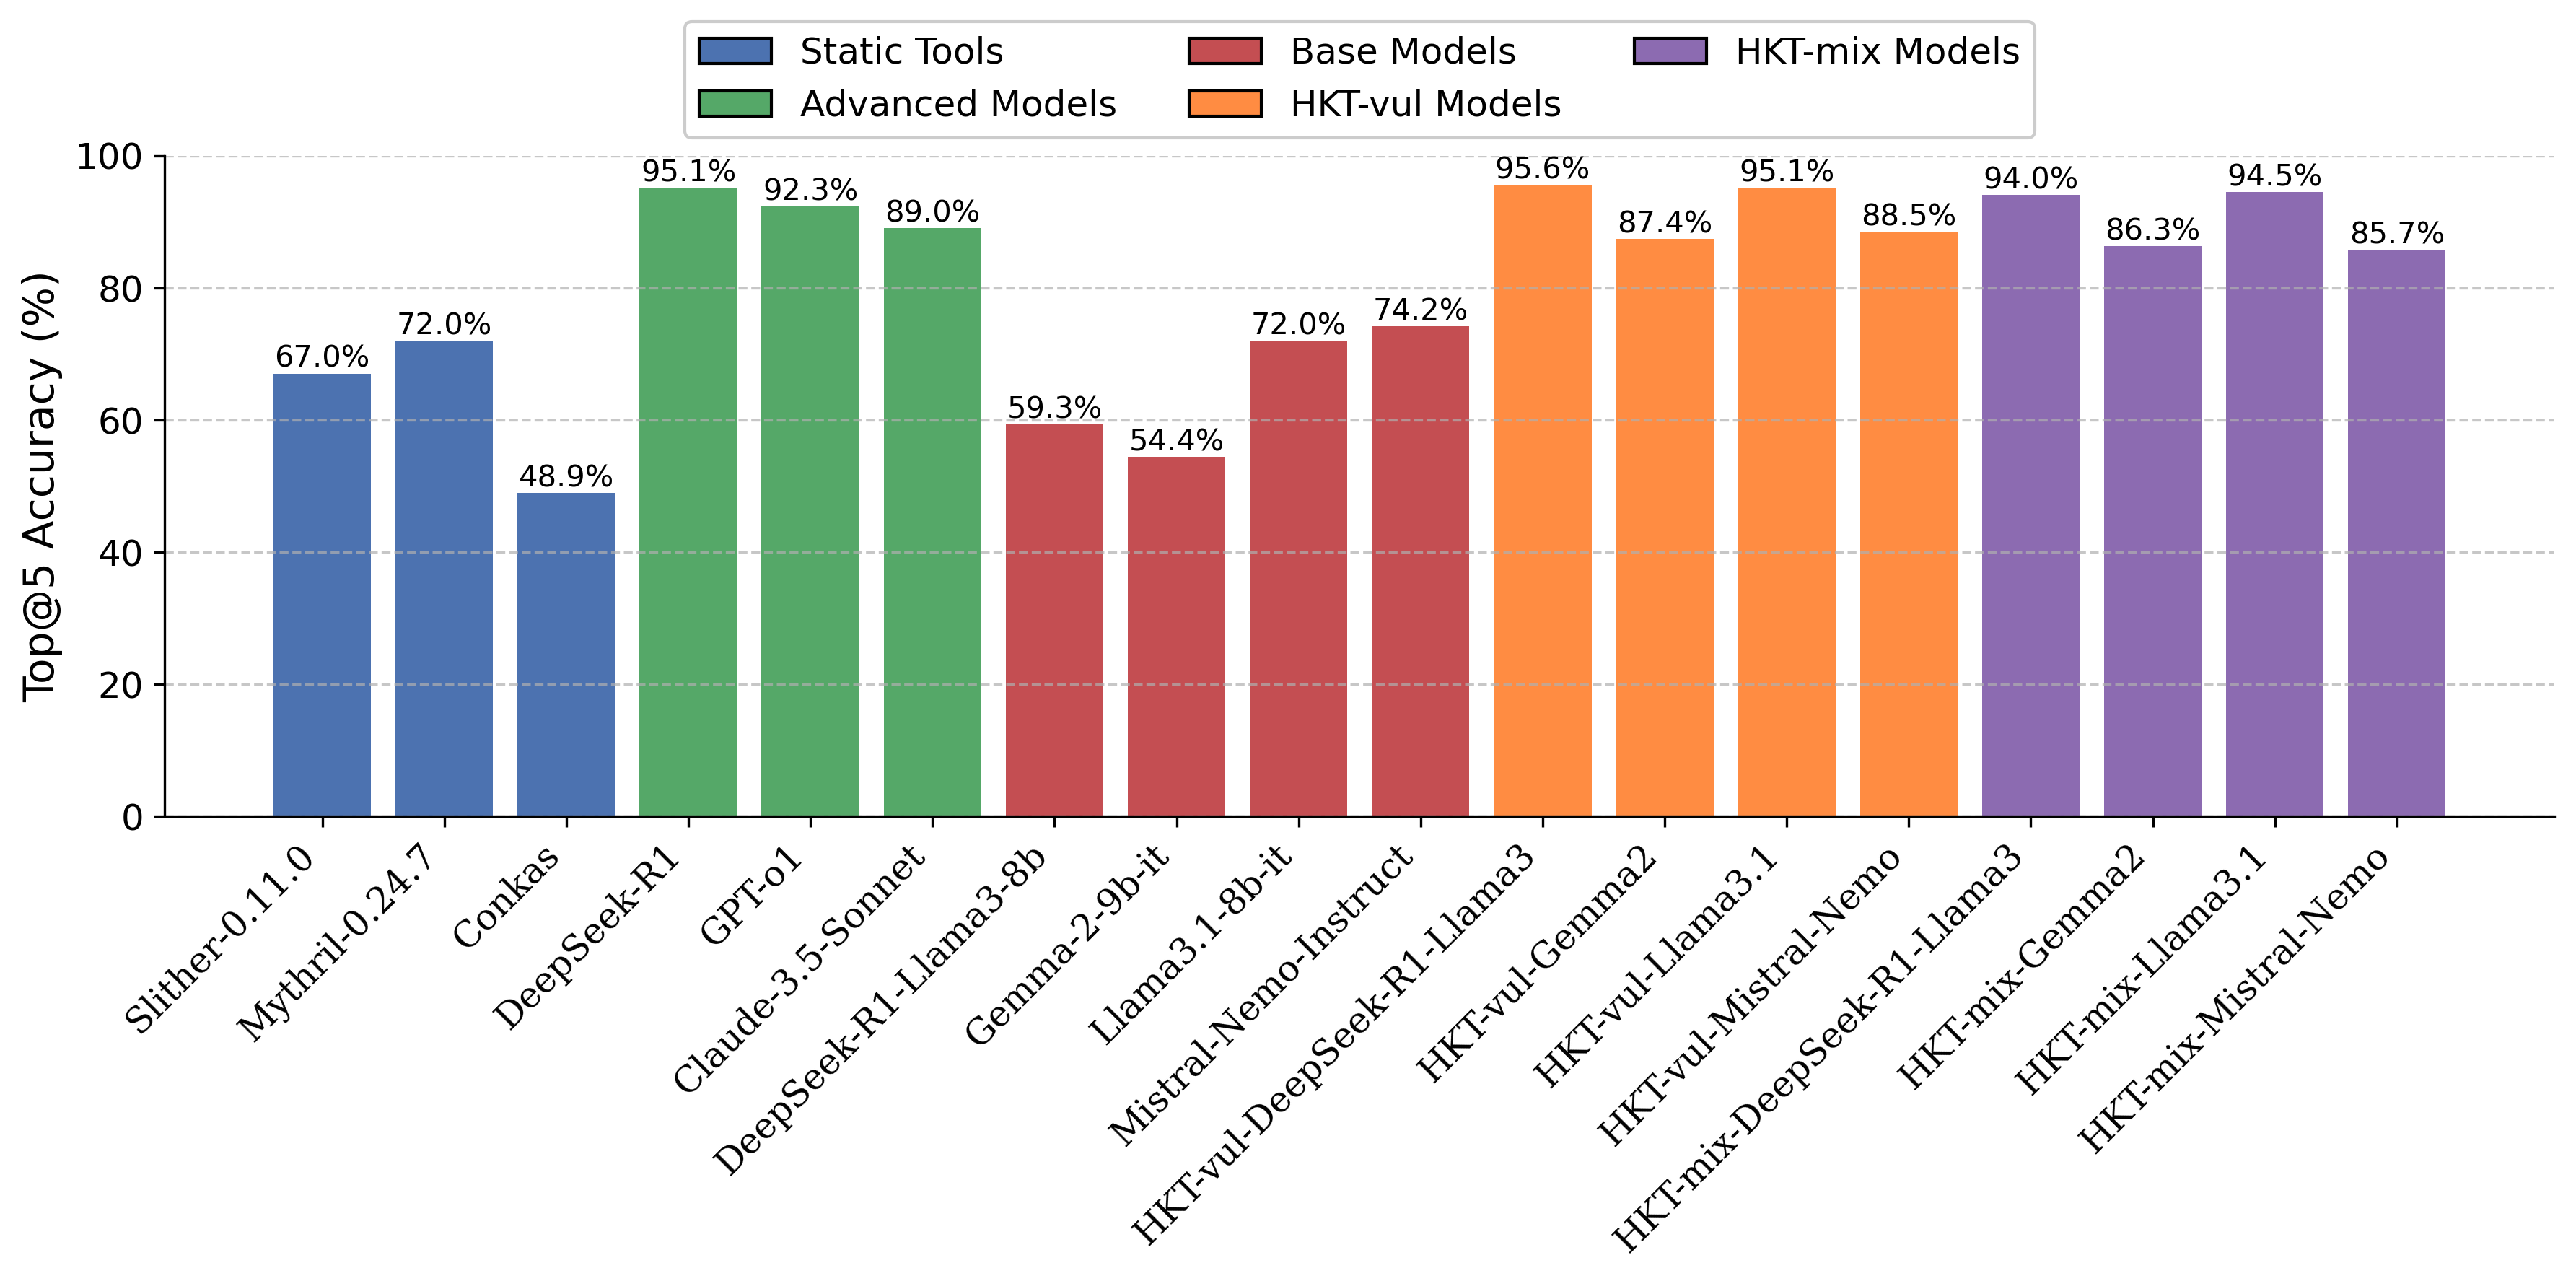 Static Tools
Advanced Models
Base Models
HKT-vul Models
HKT-mix Models
Top@5 Accuracy (%)
100
80
60
40
20
0
67.0%
72.0%
48.9%
95.1%
92.3%
89.0%
59.3%
54.4%
72.0%
74.2%
95.6%
87.4%
95.1%
88.5%
94.0%
86.3%
94.5%
85.7%
Slither-0.11.0
Mythril-0.24.7
Conkas
DeepSeek-R1
GPT-o1
Claude-3.5-Sonnet
DeepSeek-R1-Llama3-8b
Gemma-2-9b-it
Llama3.1-8b-it
Mistral-Nemo-Instruct
HKT-vul-DeepSeek-R1-Llama3
HKT-vul-Gemma2
HKT-vul-Llama3.1
HKT-vul-Mistral-Nemo
HKT-mix-DeepSeek-R1-Llama3
HKT-mix-Gemma2
HKT-mix-Llama3.1
HKT-mix-Mistral-Nemo